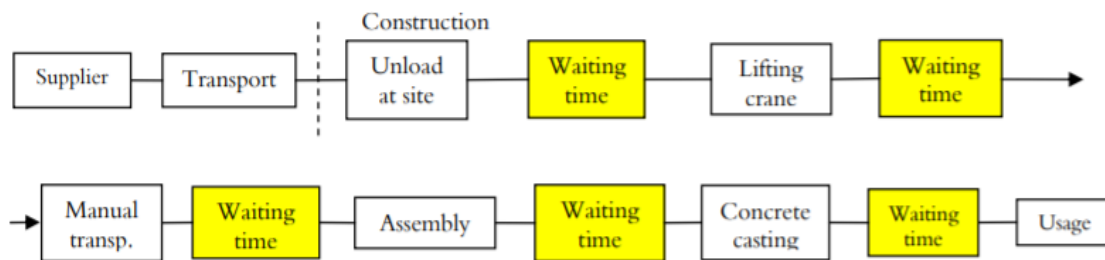 Construction
Supplier
Transport
Unload
at site
Waiting
time
Lifting
crane
Waiting
time
Manual
transp.
Waiting
time
Assembly
Waiting
time
Concrete
casting
Waiting
time
Usage